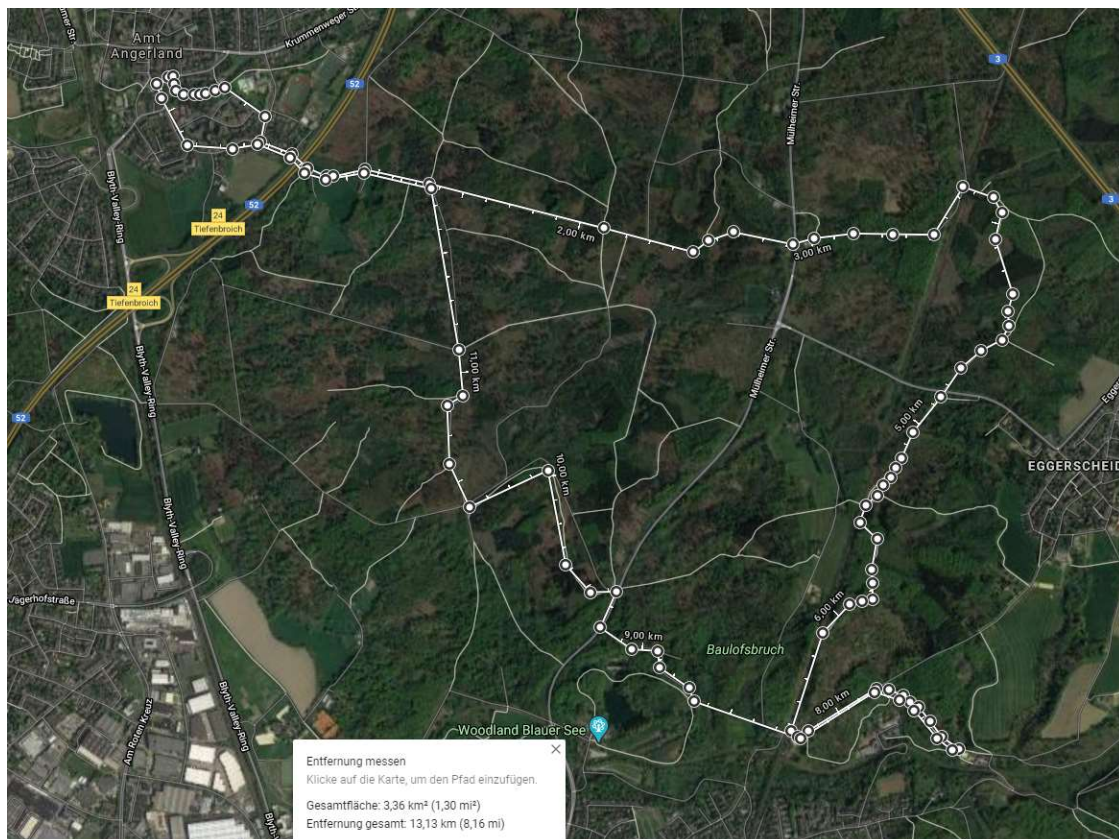 Amt
Angerland
Krummenweger
52
3
Mülheimer Str.
Blyth-Valley-Ring
52
24
Tiefenbroich
2,00 km
3,00 km
3
24
Tiefenbroich
Mülheimer Str.
Blyth-Valley-Ring
11,00 km
52
5,00 km
EGGERSCHEID
10,00 km
Blyth-Valley-Ring
Jägerhofstraße
6,00 km
9,00 km
Baulofsbruch
Blyth-Valley-Ring
8,00 km
Am Roten Kreuz
Woodland Blauer See
Entfernung messen
Klicke auf die Karte, um den Pfad einzufügen.
Gesamtfläche: 3,36 km² (1,30 mi²)
Entfernung gesamt: 13,13 km (8,16 mi)